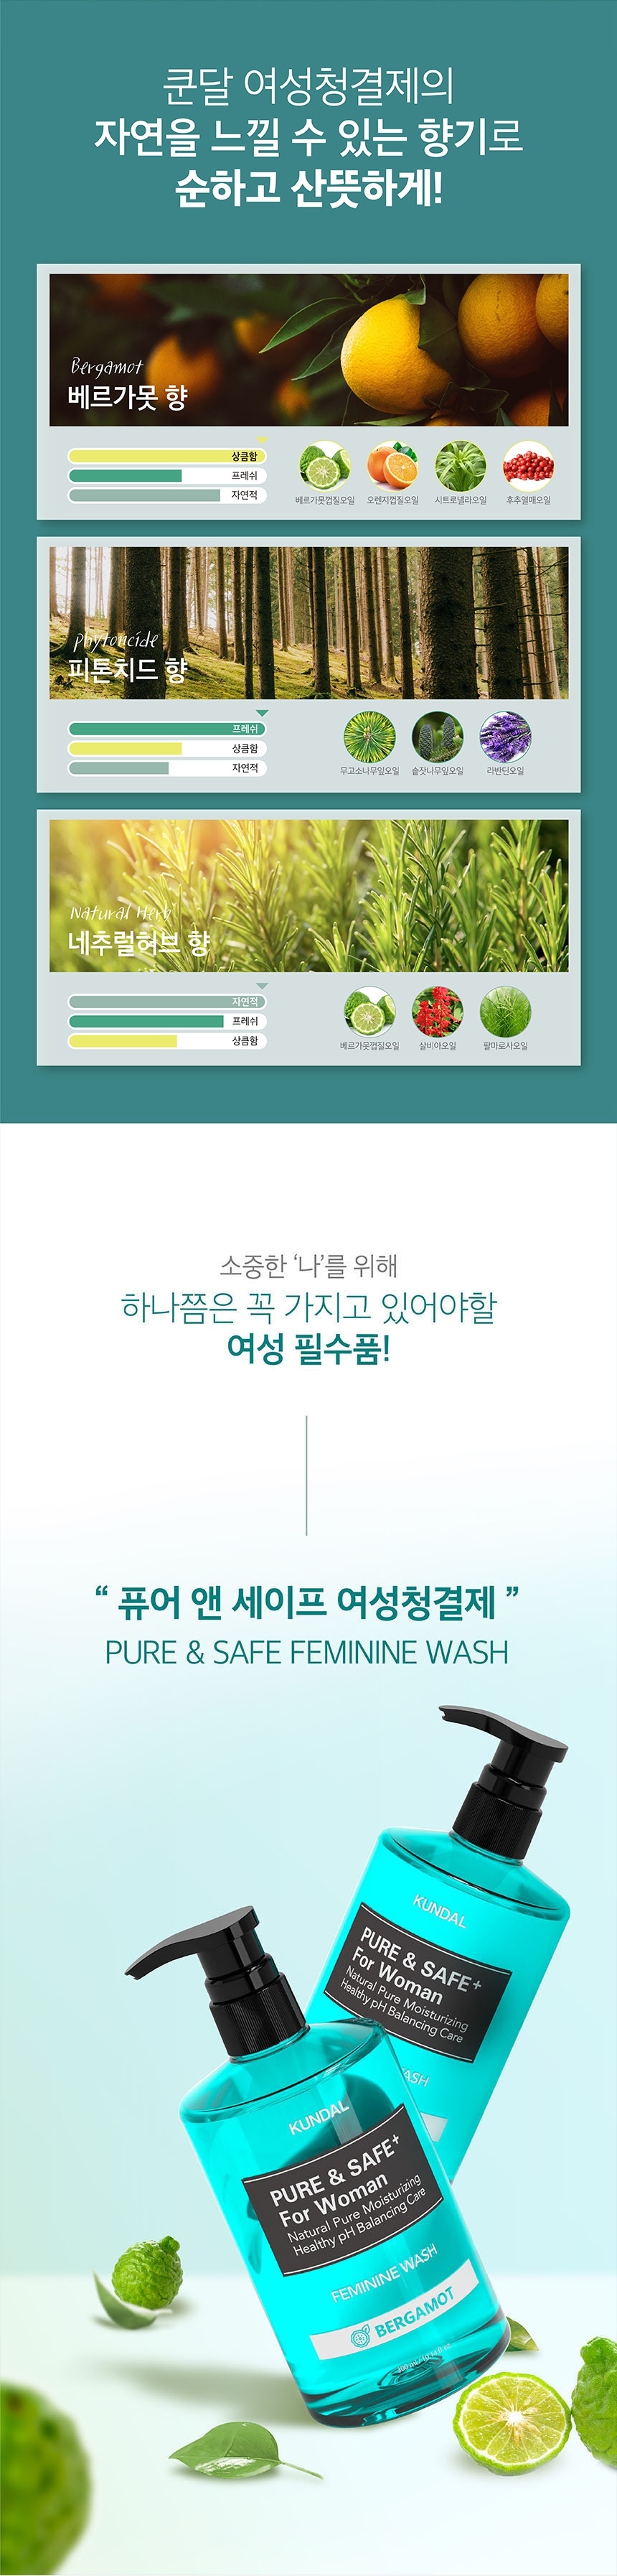 쿤달 여성청결제의
자연을 느낄 수 있는 향기로
순하고 산뜻하게!
Bergamot
베르가못 향
상큼함
프레쉬
자연적
베르가못껍질오일 오렌지껍질오일 시트로넬라오일 후추열매오일
phytoncide
피톤치드 향
프레쉬
상큼함
자연적
무고소나무잎오일 솔잣나무잎오일 라반딘오일
Natural Herb
네추럴허브 향
자연적
프레쉬
상큼함
베르가못껍질오일 살비아오일 팔마로사오일
소중한 ‘나’를 위해
하나쯤은 꼭 가지고 있어야할
여성 필수품!
“ 퓨어 앤 세이프 여성청결제 ”
PURE & SAFE FEMININE WASH
KUNDAL
PURE & SAFE+
For Woman
Natural Pure Moisturizing
Healthy pH Balancing Care
KUNDAL
PURE & SAFE+
For Woman
Natural Pure Moisturizing
Healthy pH Balancing Care
FEMININE WASH
BERGAMOT